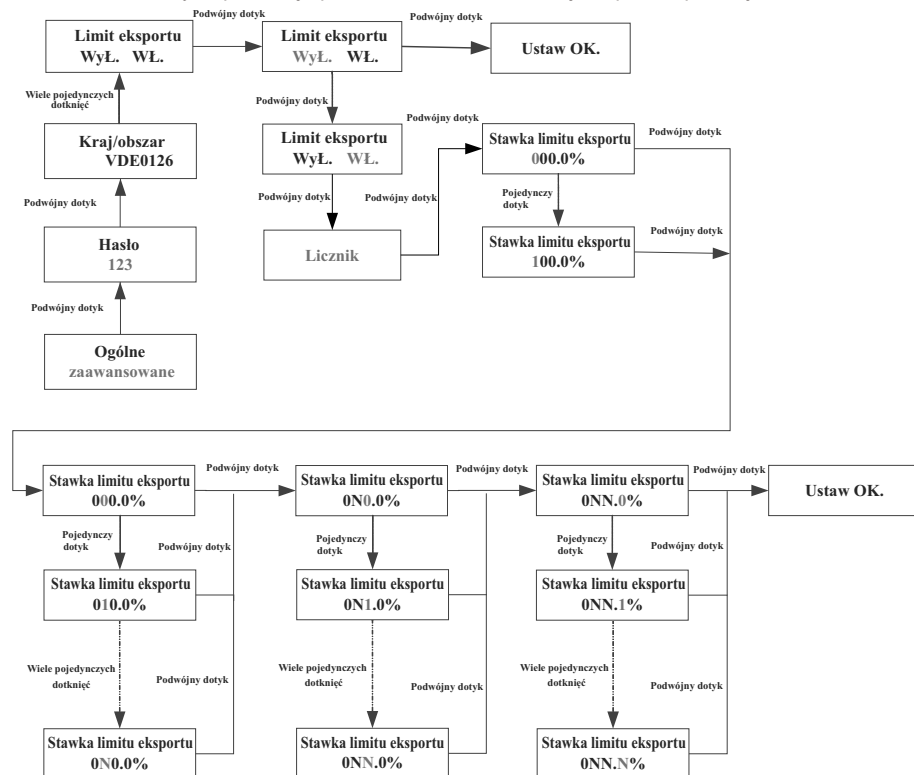 Podwójny dotyk
Podwójny dotyk
Limit eksportu
WyŁ. WŁ.
Limit eksportu
WyŁ. WŁ.
Ustaw OK.
Wiele pojedynczych
dotknięć
Podwójny dotyk
Podwójny dotyk
Podwójny dotyk
Kraj/obszar
VDE0126
Limit eksportu
WyŁ. WŁ.
Stawka limitu eksportu
000.0%
Podwójny dotyk
Podwójny dotyk
Podwójny dotyk
Pojedynczy
dotyk
Podwójny dotyk
Hasło
123
Licznik
Stawka limitu eksportu
100.0%
Podwójny dotyk
Ogólne
zaawansowane
Podwójny dotyk
Podwójny dotyk
Podwójny dotyk
Stawka limitu eksportu
000.0%
Stawka limitu eksportu
0N0.0%
Stawka limitu eksportu
0NN.0%
Ustaw OK.
Pojedynczy
dotyk
Podwójny dotyk
Pojedynczy
dotyk
Podwójny dotyk
Pojedynczy
dotyk
Podwójny dotyk
Stawka limitu eksportu
010.0%
Stawka limitu eksportu
0N1.0%
Stawka limitu eksportu
0NN.1%
Wiele pojedynczych
dotknięć
Podwójny dotyk
Wiele pojedynczych
dotknięć
Podwójny dotyk
Wiele pojedynczych
dotknięć
Podwójny dotyk
Stawka limitu eksportu
0N0.0%
Stawka limitu eksportu
0NN.0%
Stawka limitu eksportu
0NN.N%